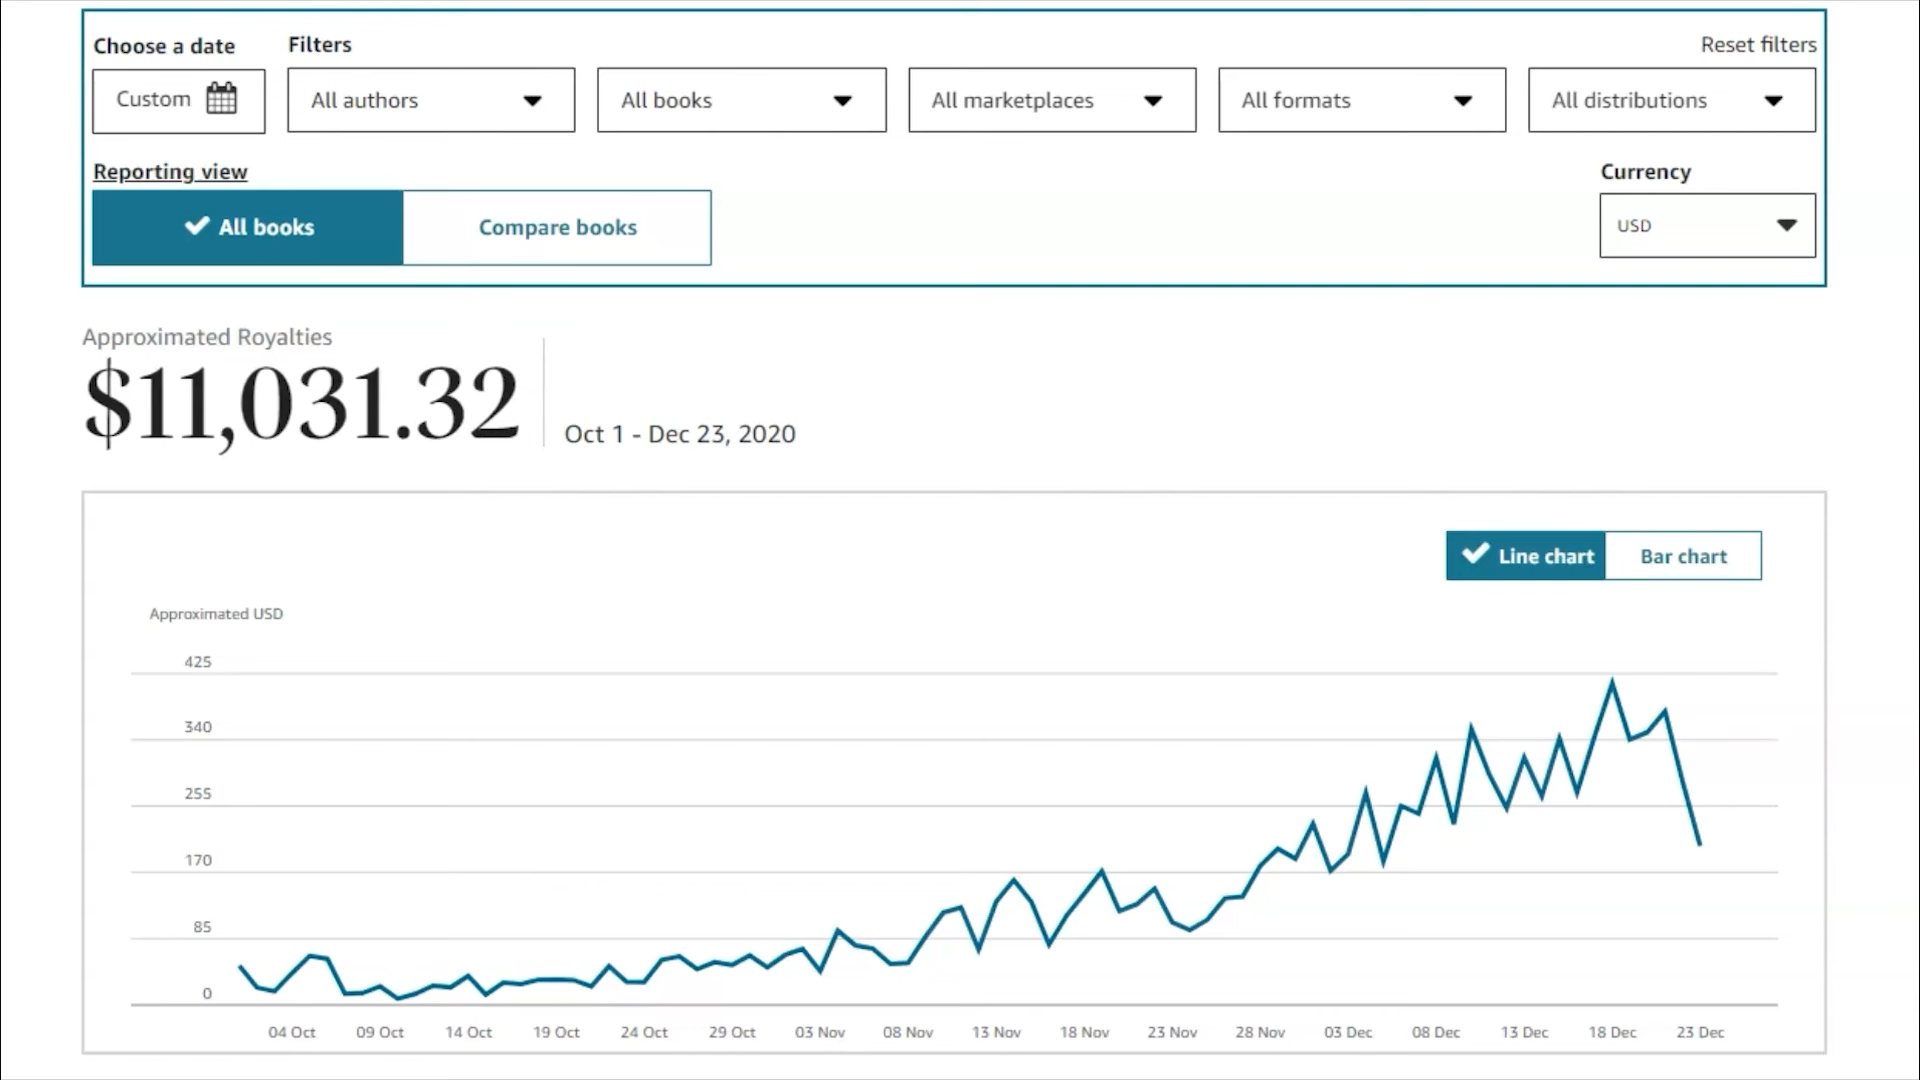 Choose a date
Filters
Reset filters
Custom
All authors
All books
All marketplaces
All formats
All distributions
Reporting view
Currency
All books
Compare books
USD
Approximated Royalties
$11,031.32
Oct 1 - Dec 23, 2020
Line chart
Bar chart
Approximated USD
425
340
255
170
85
0
04 Oct
09 Oct
14 Oct
19 Oct
24 Oct
29 Oct
03 Nov
08 Nov
13 Nov
18 Nov
23 Nov
28 Nov
03 Dec
08 Dec
13 Dec
18 Dec
23 Dec